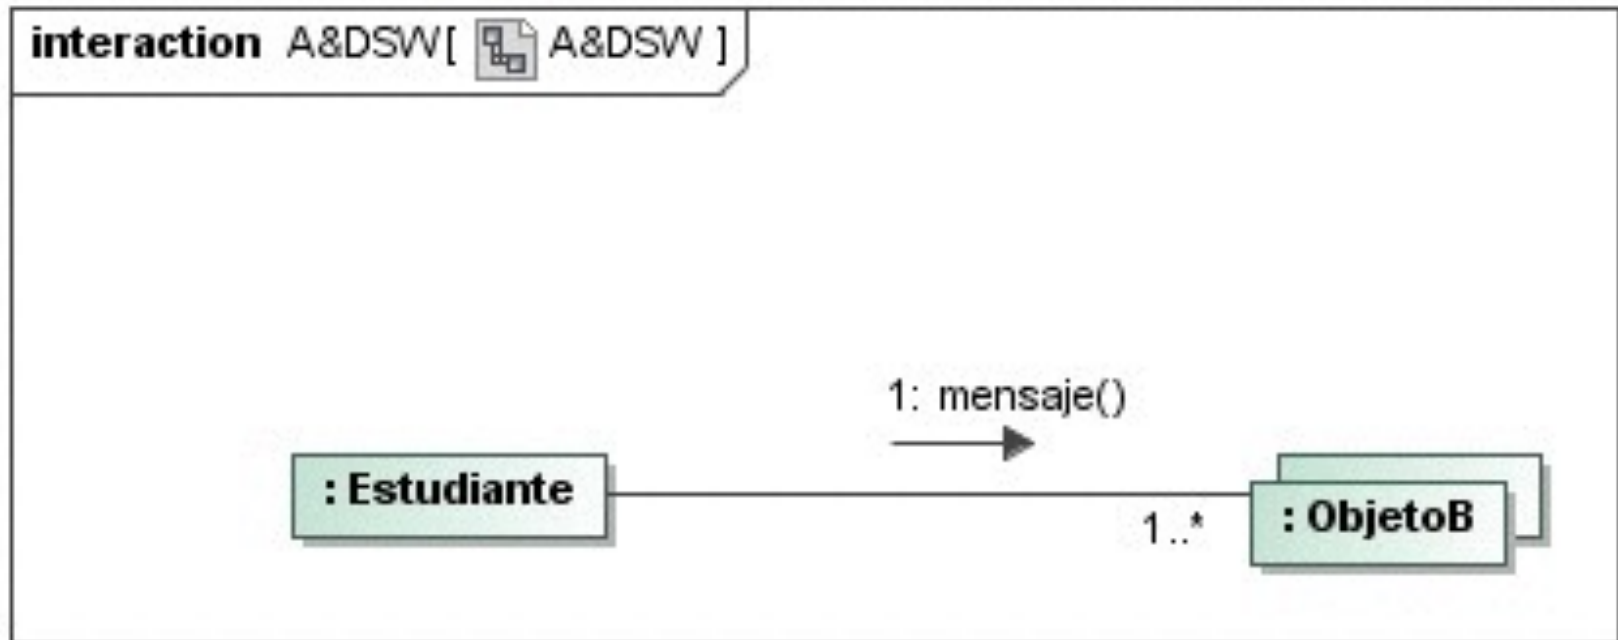 interaction A&DSW[ A&DSW ]
1: mensaje()
: Estudiante
1..*
: ObjetoB